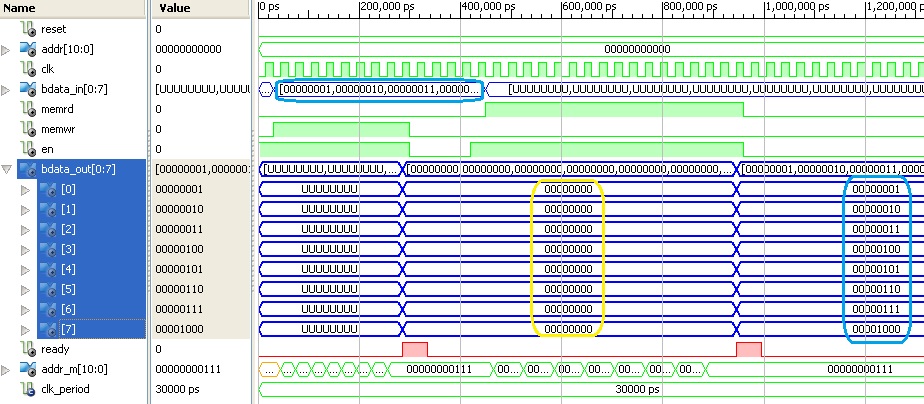 Name Value 0 ps 200,000 ps 400,000 ps 600,000 ps 800,000 ps 1,000,000 ps 1,200,000
reset 0
addr[10:0] 00000000000 00000000000
clk 0
bdata_in[0:7] [UUUUUUUU,UUUUU ... [00000001,00000010,00000011,00000... [UUUUUUUU,UUUUUUUU,UUUUUUUU,UUUUUUUU,UUUUUUUU,UUUUUUUU
memrd 0
memwr 0
en 0
bdata_out[0:7] [00000001,000000 [UUUUUUUU,UUUUUUUU,... [00000000,00000000,00000000,00000000,00000000,00000000,... [00000001,00000010,00000011,0000
[0] 00000001 UUUUUUUU 00000000 00000001
[1] 00000010 UUUUUUUU 00000000 00000010
[2] 00000011 UUUUUUUU 00000000 00000011
[3] 00000100 UUUUUUUU 00000000 00000100
[4] 00000101 UUUUUUUU 00000000 00000101
[5] 00000110 UUUUUUUU 00000000 00000110
[6] 00000111 UUUUUUUU 00000000 00000111
[7] 00001000 UUUUUUUU 00000000 00001000
ready 0
addr_m[10:0] 00000000111 ... ... ... ... ... ... ... ... 00000000111 00... 00... 00... 00... 00... 00... 00... 00000000111
clk_period 30000 ps 30000 ps